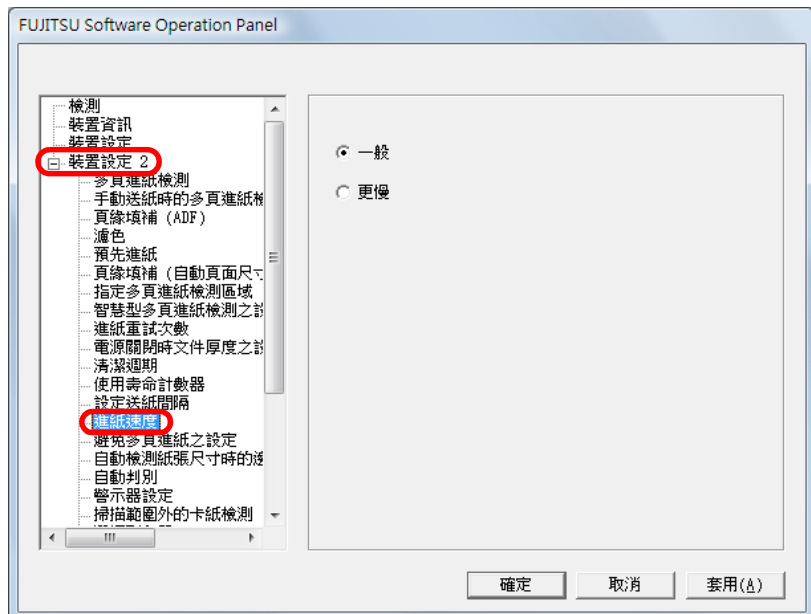 FUJITSU Software Operation Panel
檢測
裝置資訊
裝置設定
裝置設定 2
多頁進紙檢測
手動送紙時的多頁進紙檢
頁緣填補 (ADF)
濾色
預先進紙
頁緣填補 (自動頁面尺寸
指定多頁進紙檢測區域
智慧型多頁進紙檢測之設
進紙重試次數
電源關閉時文件厚度之設
清潔週期
使用壽命計數器
設定送紙間隔
進紙速度
避免多頁進紙之設定
自動檢測紙張尺寸時的邊
自動判別
警示器設定
掃描範圍外的卡紙檢測
一般
更慢
確定
取消
套用(A)